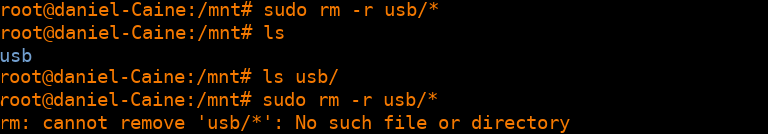 root@daniel-Caine:/mnt# sudo rm -r usb/*
root@daniel-Caine:/mnt# ls
usb
root@daniel-Caine:/mnt# ls usb/
root@daniel-Caine:/mnt# sudo rm -r usb/*
rm: cannot remove 'usb/*': No such file or directory